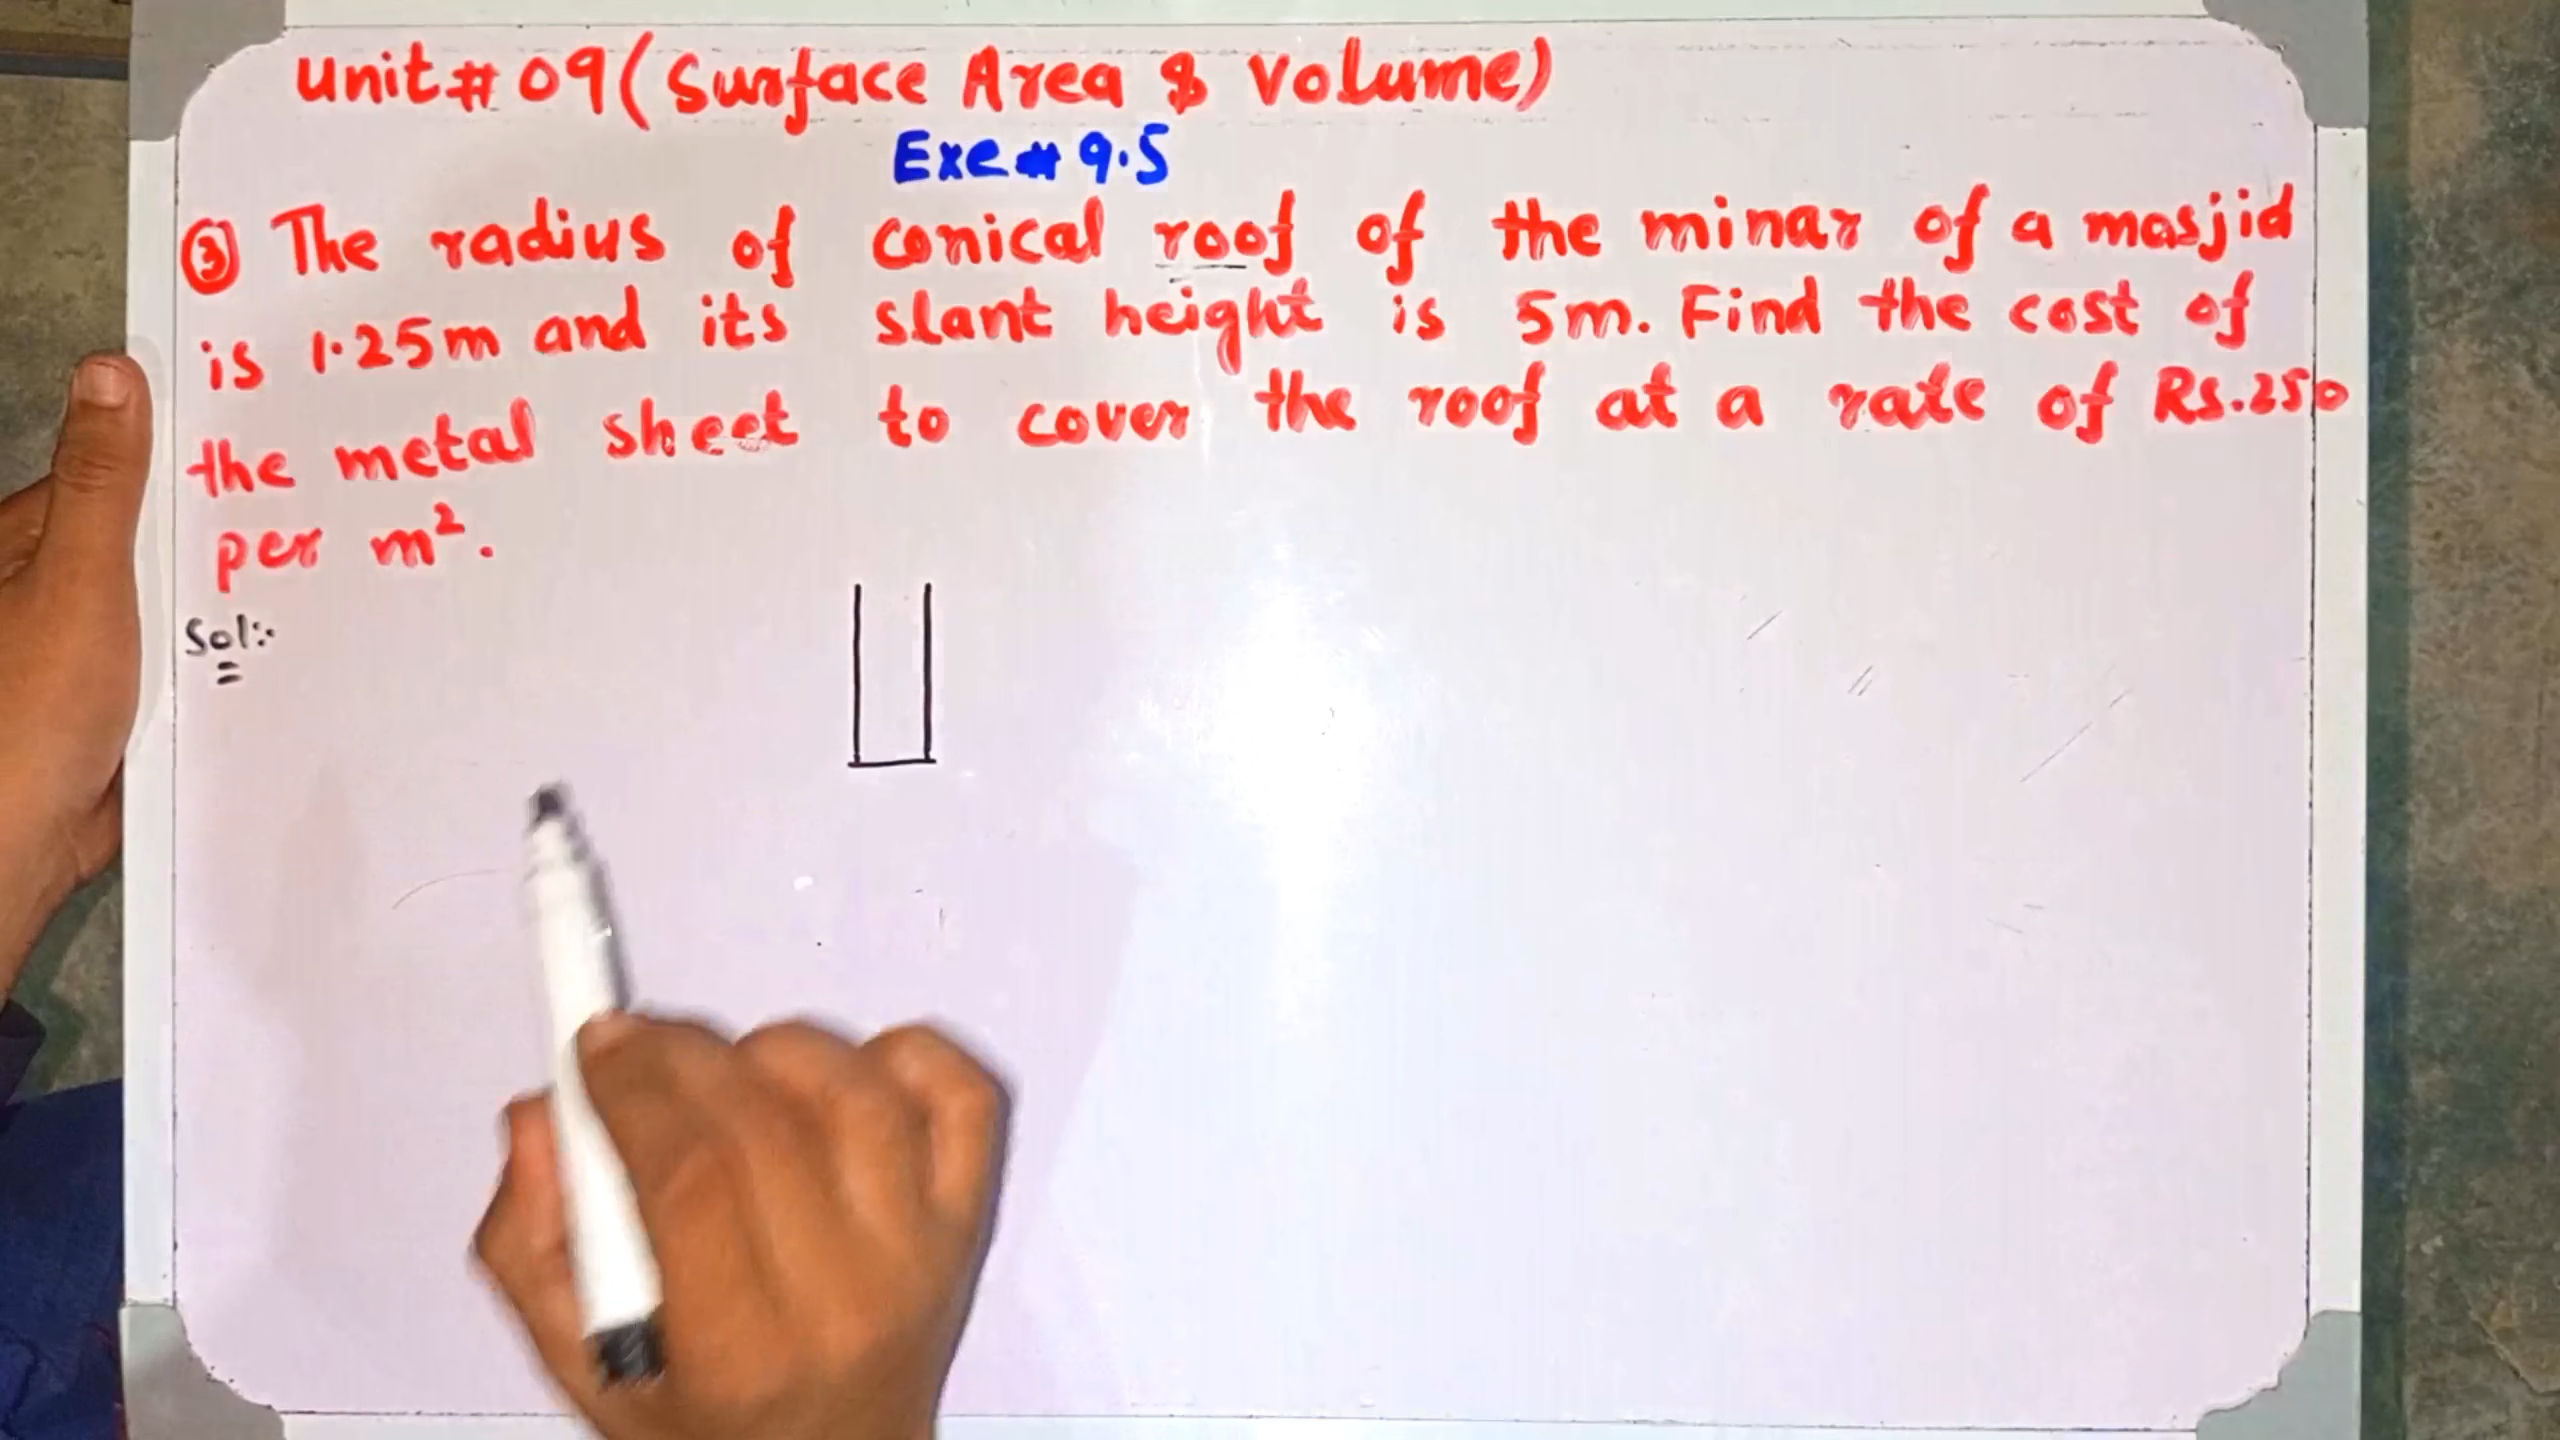 Unit# 09 (Surface Area & Volume)
Exe# 9.5
③ The radius of conical roof of the minar of a masjid
is 1.25m and its slant height is 5m. Find the cost of
the metal sheet to cover the roof at a rate of Rs.250
per m².
Sol:-